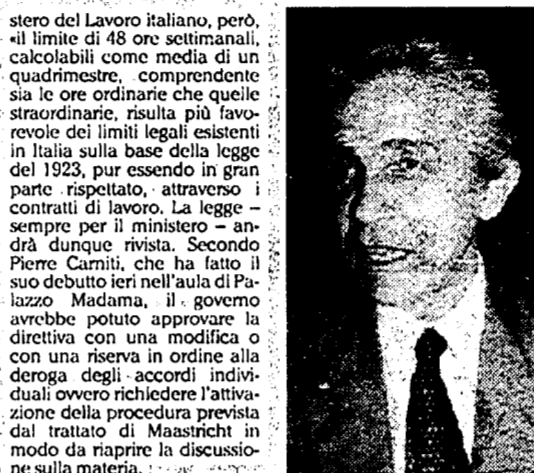 stero del Lavoro italiano, però,
«il limite di 48 ore settimanali,
calcolabili come media di un
quadrimestre, comprendente
sia le ore ordinarie che quelle
straordinarie, risulta più favo-
revole dei limiti legali esistenti
in Italia sulla base della legge
del 1923, pur essendo in gran
parte rispettato, attraverso i
contratti di lavoro. La legge –
sempre per il ministero – an-
drà dunque rivista. Secondo
Pierre Carniti, che ha fatto il
suo debutto ieri nell'aula di Pa-
lazzo Madama, il governo
avrebbe potuto approvare la
direttiva con una modifica o
con una riserva in ordine alla
deroga degli accordi indivi-
duali ovvero richiedere l'attiva-
zione della procedura prevista
dal trattato di Maastricht in
modo da riaprire la discussio-
ne sulla materia.